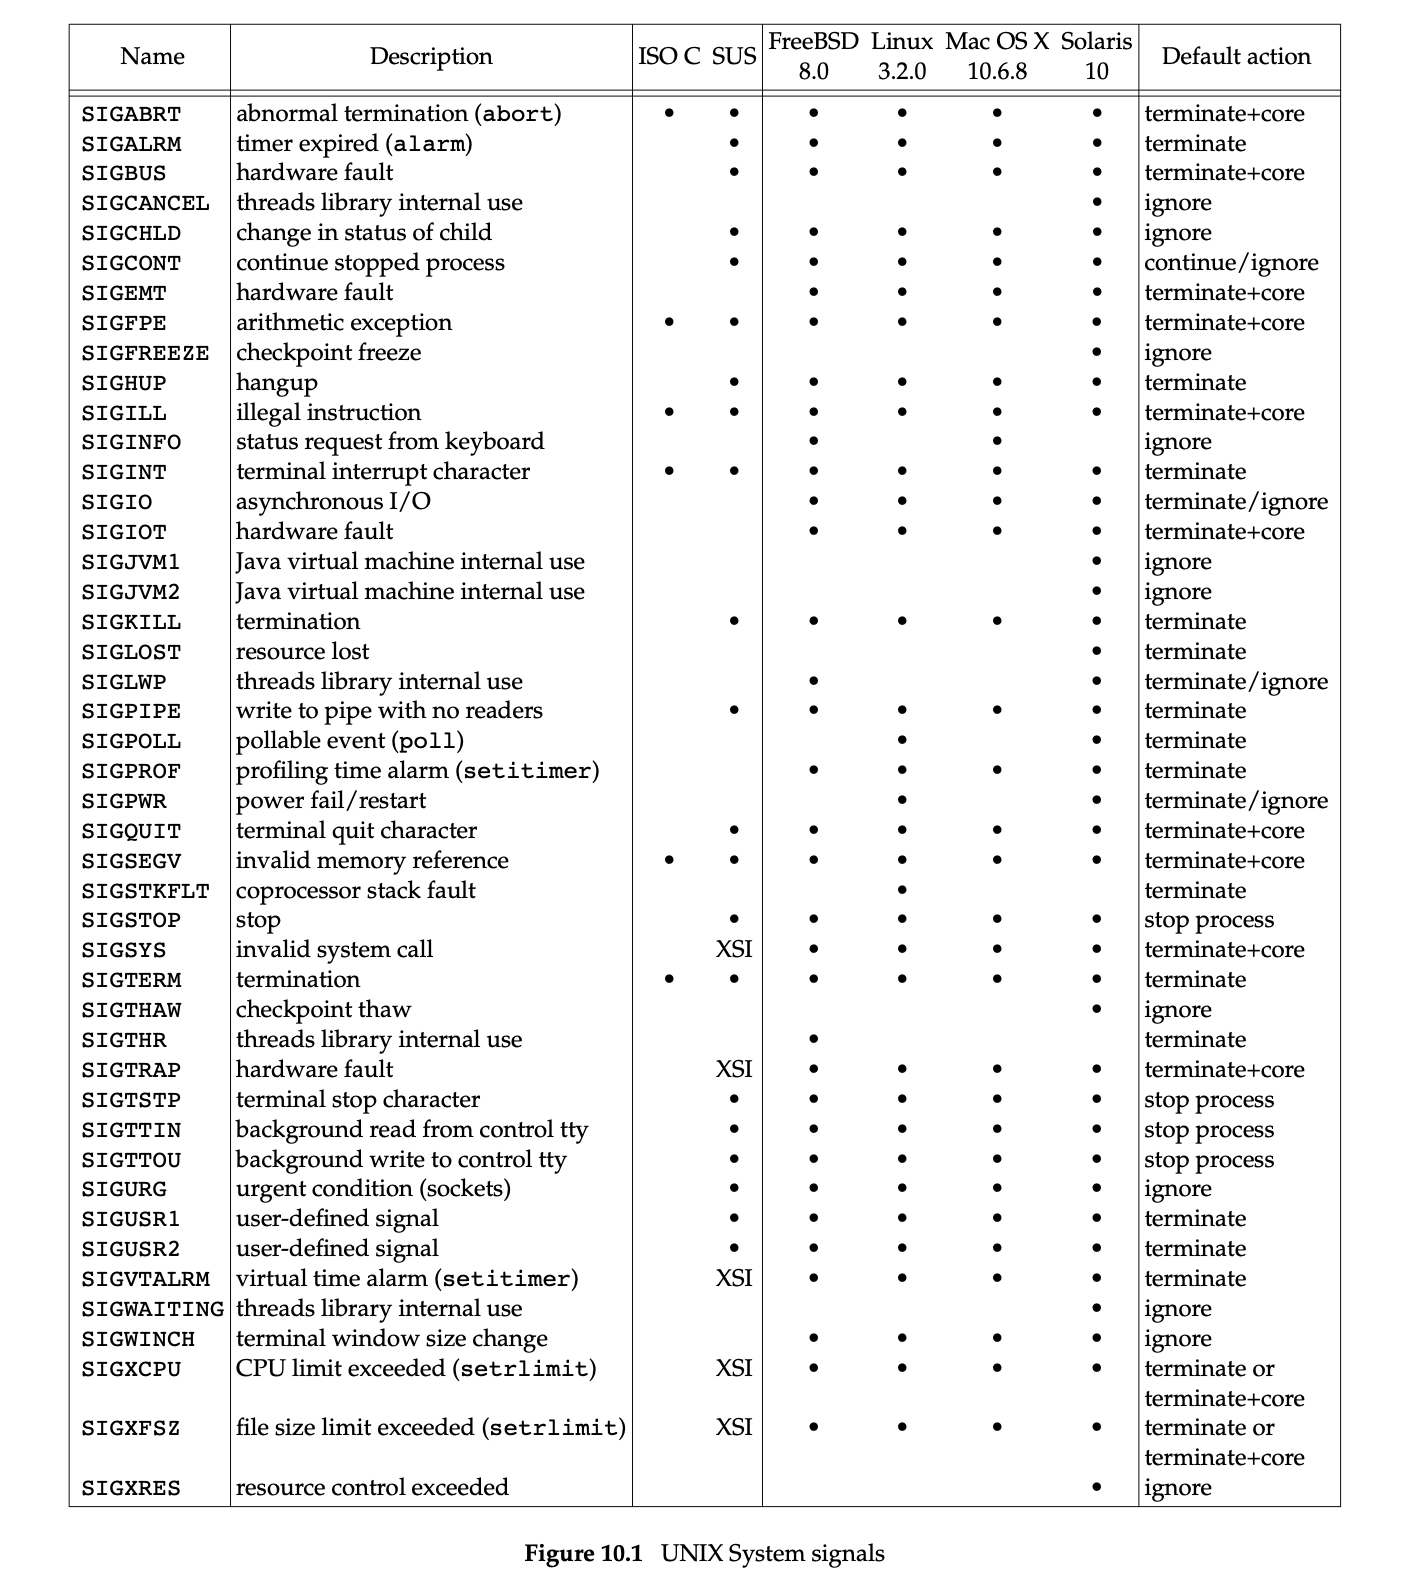 Name Description ISO C SUS FreeBSD 8.0 Linux 3.2.0 Mac OS X 10.6.8 Solaris 10 Default action
SIGABRT abnormal termination (abort) • • • • • • terminate+core
SIGALRM timer expired (alarm) • • • • • terminate
SIGBUS hardware fault • • • • • terminate+core
SIGCANCEL threads library internal use • ignore
SIGCHLD change in status of child • • • • • ignore
SIGCONT continue stopped process • • • • • continue/ignore
SIGEMT hardware fault • • • • terminate+core
SIGFPE arithmetic exception • • • • • • terminate+core
SIGFREEZE checkpoint freeze • ignore
SIGHUP hangup • • • • • terminate
SIGILL illegal instruction • • • • • • terminate+core
SIGINFO status request from keyboard • • ignore
SIGINT terminal interrupt character • • • • • • terminate
SIGIO asynchronous I/O • • • • terminate/ignore
SIGIOT hardware fault • • • • terminate+core
SIGJVM1 Java virtual machine internal use • ignore
SIGJVM2 Java virtual machine internal use • ignore
SIGKILL termination • • • • • terminate
SIGLOST resource lost • terminate
SIGLWP threads library internal use • • terminate/ignore
SIGPIPE write to pipe with no readers • • • • • terminate
SIGPOLL pollable event (poll) • • terminate
SIGPROF profiling time alarm (setitimer) • • • • terminate
SIGPWR power fail/restart • • terminate/ignore
SIGQUIT terminal quit character • • • • • terminate+core
SIGSEGV invalid memory reference • • • • • • terminate+core
SIGSTKFLT coprocessor stack fault • terminate
SIGSTOP stop • • • • • stop process
SIGSYS invalid system call XSI • • • • terminate+core
SIGTERM termination • • • • • • terminate
SIGTHAW checkpoint thaw • ignore
SIGTHR threads library internal use • terminate
SIGTRAP hardware fault XSI • • • • terminate+core
SIGTSTP terminal stop character • • • • • stop process
SIGTTIN background read from control tty • • • • • stop process
SIGTTOU background write to control tty • • • • • stop process
SIGURG urgent condition (sockets) • • • • • ignore
SIGUSR1 user-defined signal • • • • • terminate
SIGUSR2 user-defined signal • • • • • terminate
SIGVTALRM virtual time alarm (setitimer) XSI • • • • terminate
SIGWAITING threads library internal use • ignore
SIGWINCH terminal window size change • • • • ignore
SIGXCPU CPU limit exceeded (setrlimit) XSI • • • • terminate or
terminate+core
SIGXFSZ file size limit exceeded (setrlimit) XSI • • • • terminate or
terminate+core
SIGXRES resource control exceeded • ignore
Figure 10.1 UNIX System signals